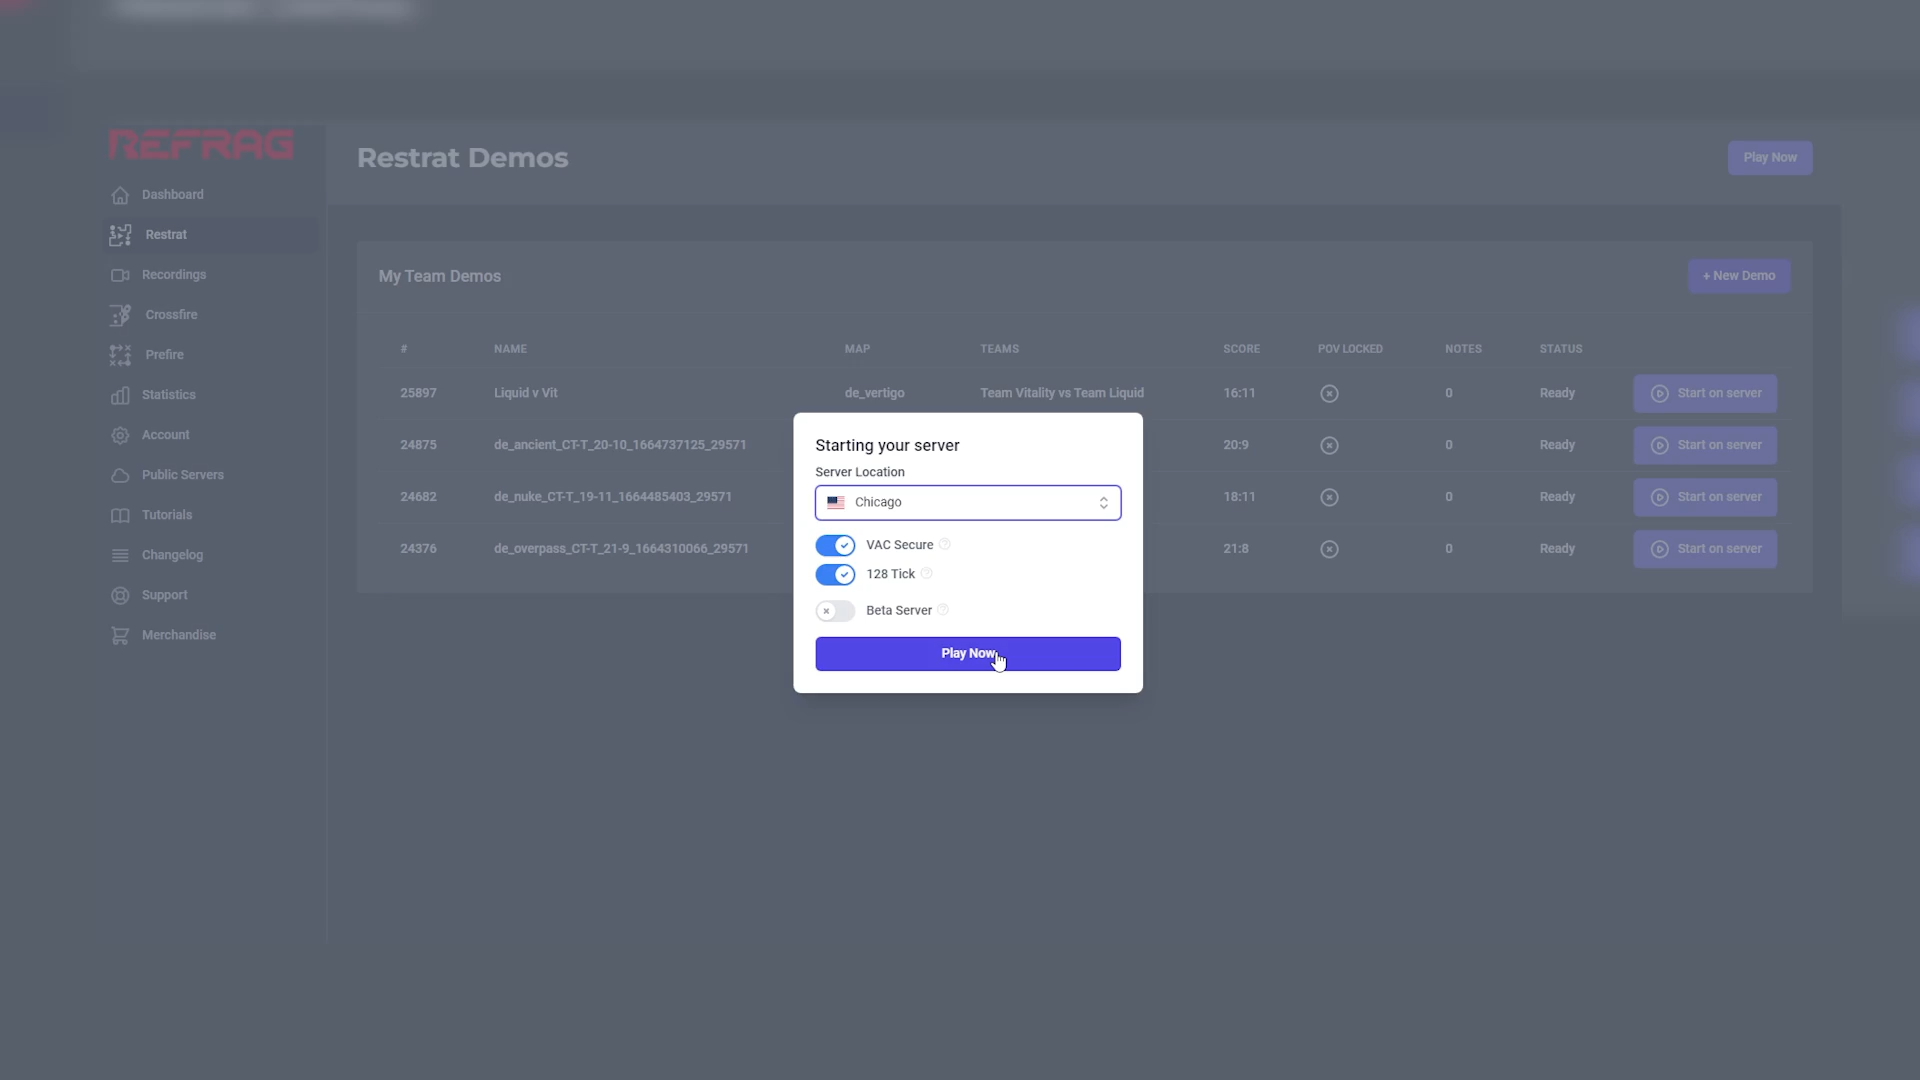 REFRAG
Restrat Demos
Play Now
Dashboard
Restrat
Recordings
Crossfire
Prefire
Statistics
Account
Public Servers
Tutorials
Changelog
Support
Merchandise
My Team Demos
+ New Demo
# NAME MAP TEAMS SCORE POV LOCKED NOTES STATUS
25897 Liquid v Vit de_vertigo Team Vitality vs Team Liquid 16:11 0 Ready Start on server
24875 de_ancient_CT-T_20-10_1664737125_29571 20:9 0 Ready Start on server
24682 de_nuke_CT-T_19-11_1664485403_29571 18:11 0 Ready Start on server
24376 de_overpass_CT-T_21-9_1664310066_29571 21:8 0 Ready Start on server
Starting your server
Server Location
Chicago
VAC Secure
128 Tick
Beta Server
Play Now